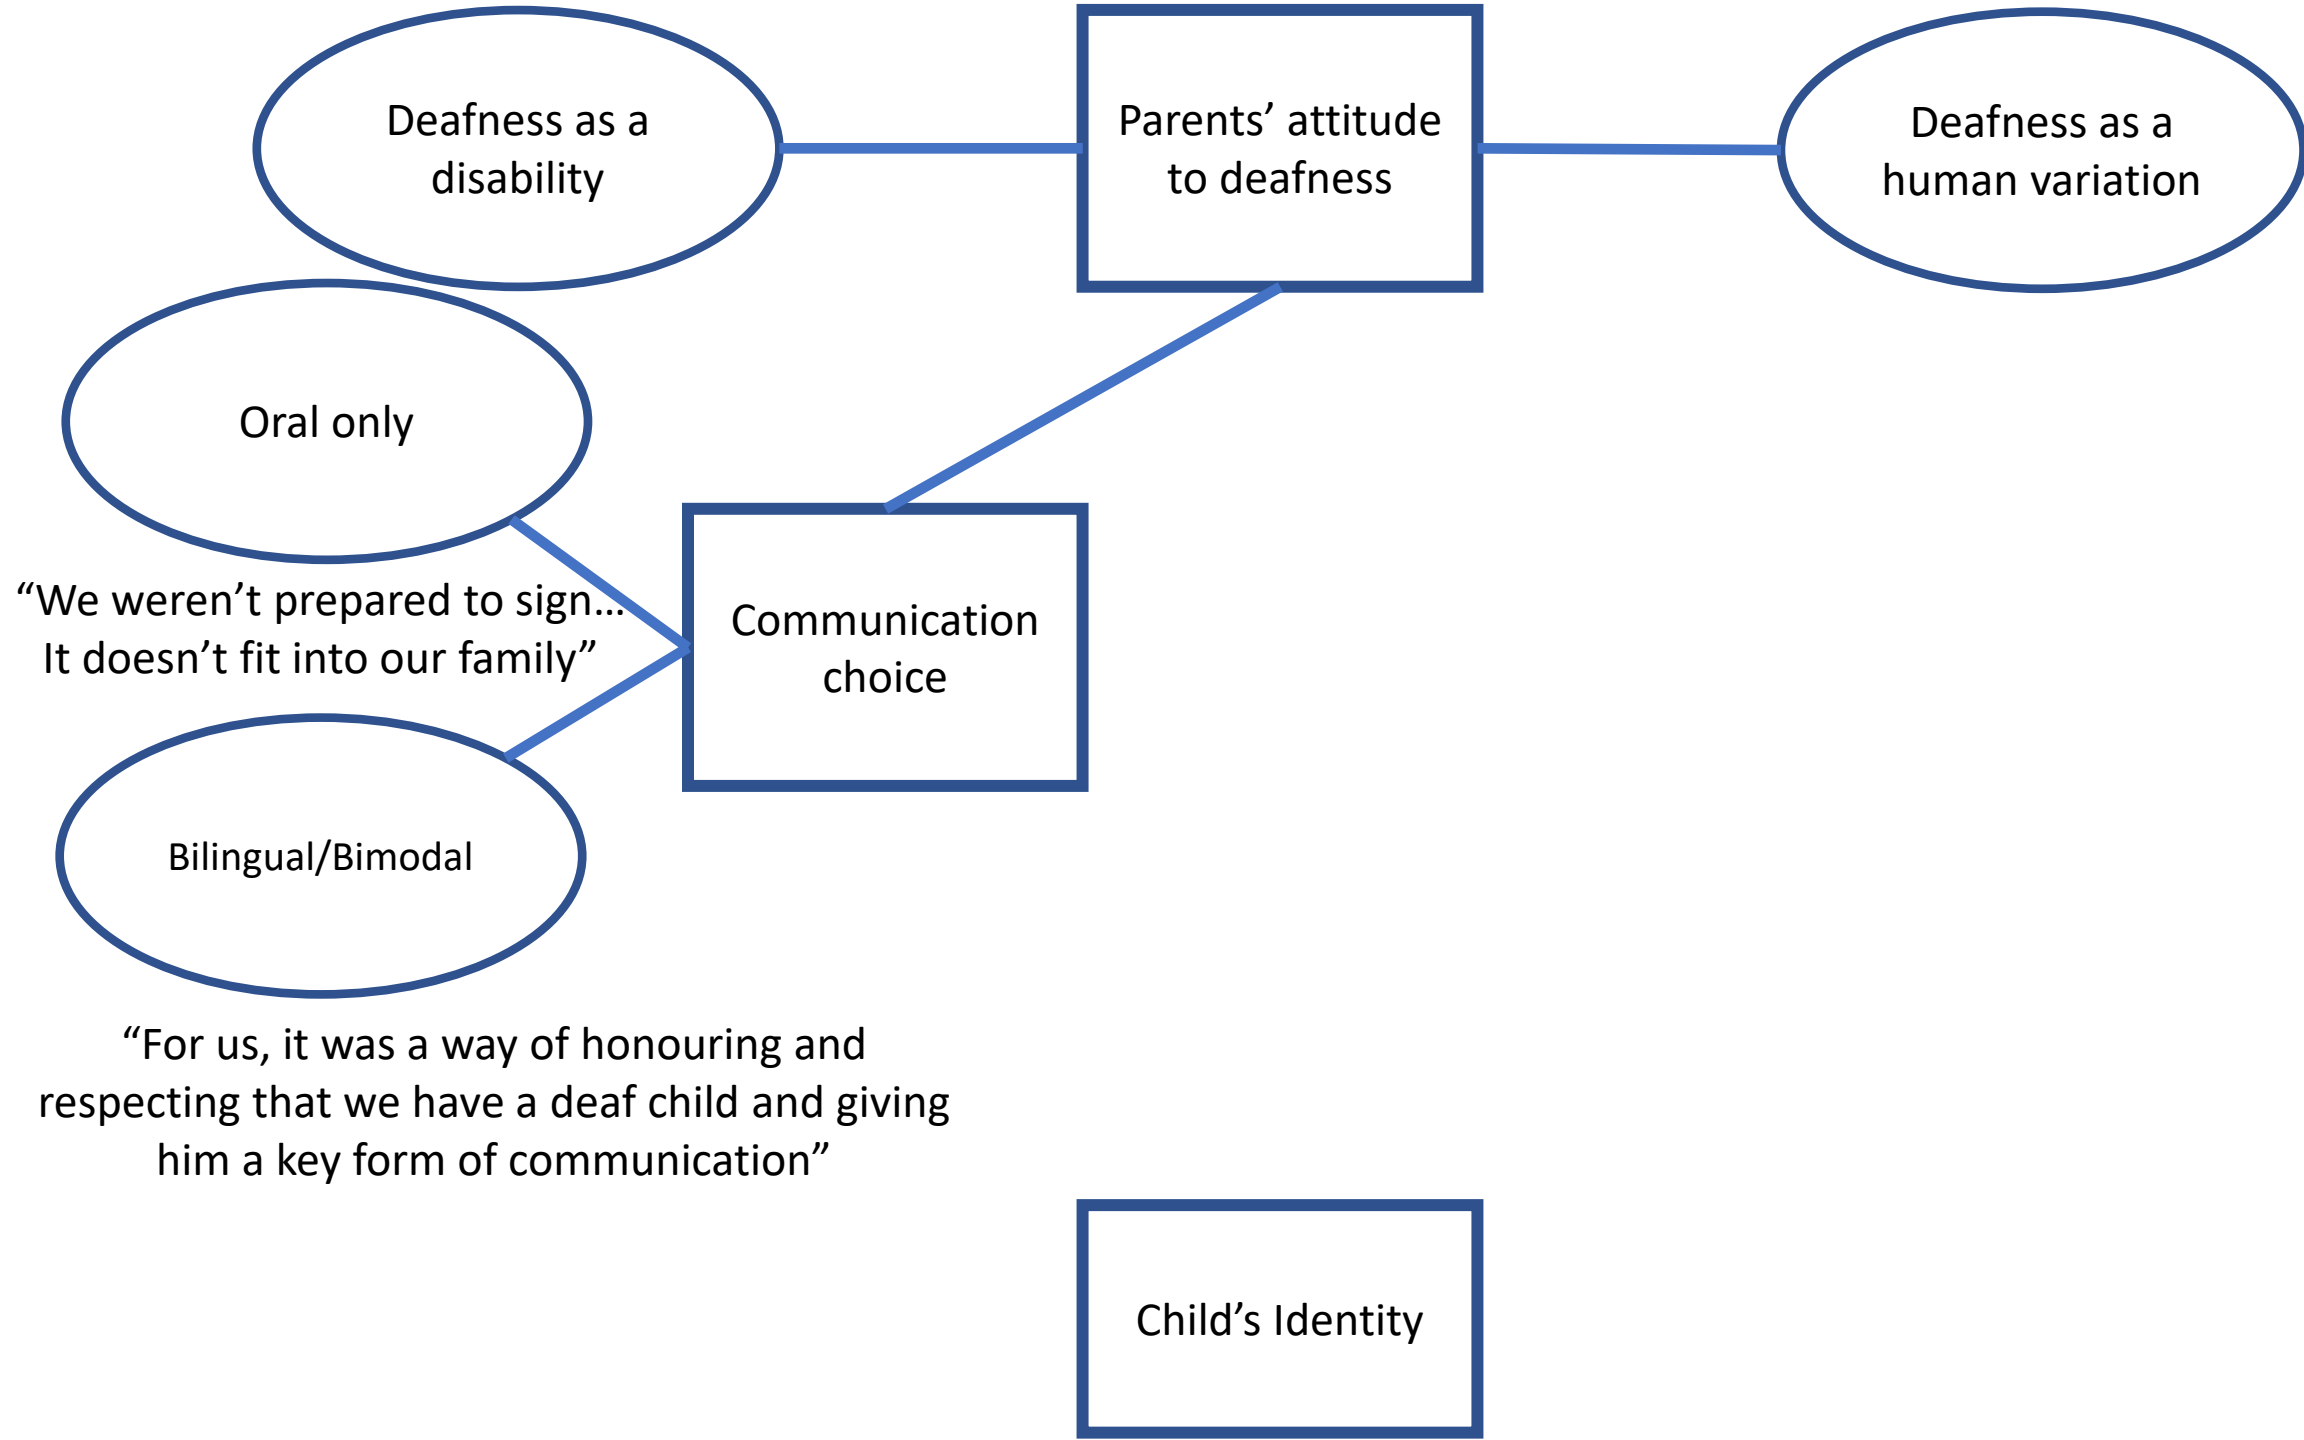 Deafness as a
disability
Parents’ attitude
to deafness
Deafness as a
human variation
Oral only
“We weren’t prepared to sign...
It doesn’t fit into our family”
Communication
choice
Bilingual/Bimodal
“For us, it was a way of honouring and
respecting that we have a deaf child and giving
him a key form of communication”
Child’s Identity